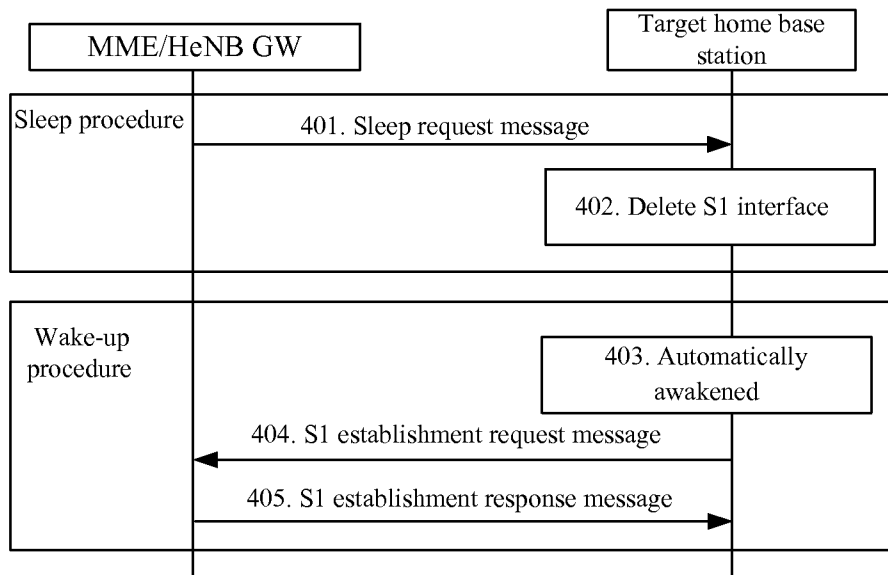 MME/HeNB GW
Target home base
station
Sleep procedure
401. Sleep request message
402. Delete S1 interface
Wake-up
procedure
403. Automatically
awakened
404. S1 establishment request message
405. S1 establishment response message